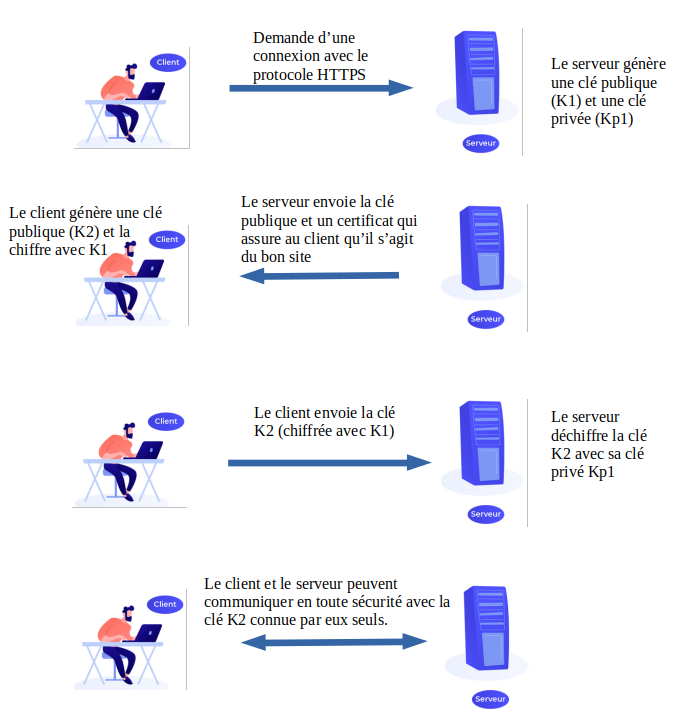 Demande d’une
connexion avec le
protocole HTTPS
Client
Serveur
Le serveur génère
une clé publique
(K1) et une clé
privée (Kp1)
Le client génère une clé
publique (K2) et la
chiffre avec K1
Client
Le serveur envoie la clé
publique et un certificat qui
assure au client qu’il s’agit
du bon site
Serveur
Client
Le client envoie la clé
K2 (chiffrée avec K1)
Serveur
Le serveur
déchiffre la clé
K2 avec sa clé
privé Kp1
Client
Le client et le serveur peuvent
communiquer en toute sécurité avec la
clé K2 connue par eux seuls.
Serveur